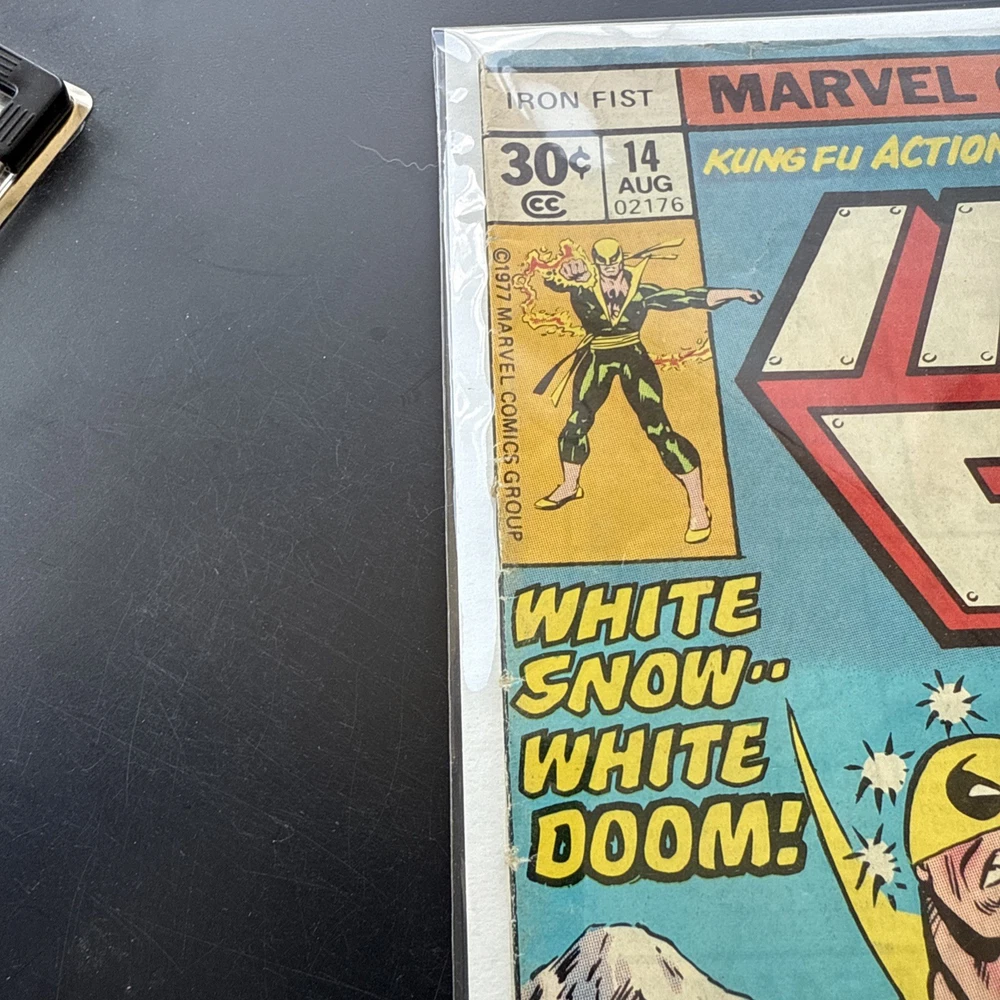 IRON FIST
MARVEL
30¢
CC
14
AUG
02176
KUNG FU ACTION
©1977 MARVEL COMICS GROUP
WHITE
SNOW··
WHITE
DOOM!